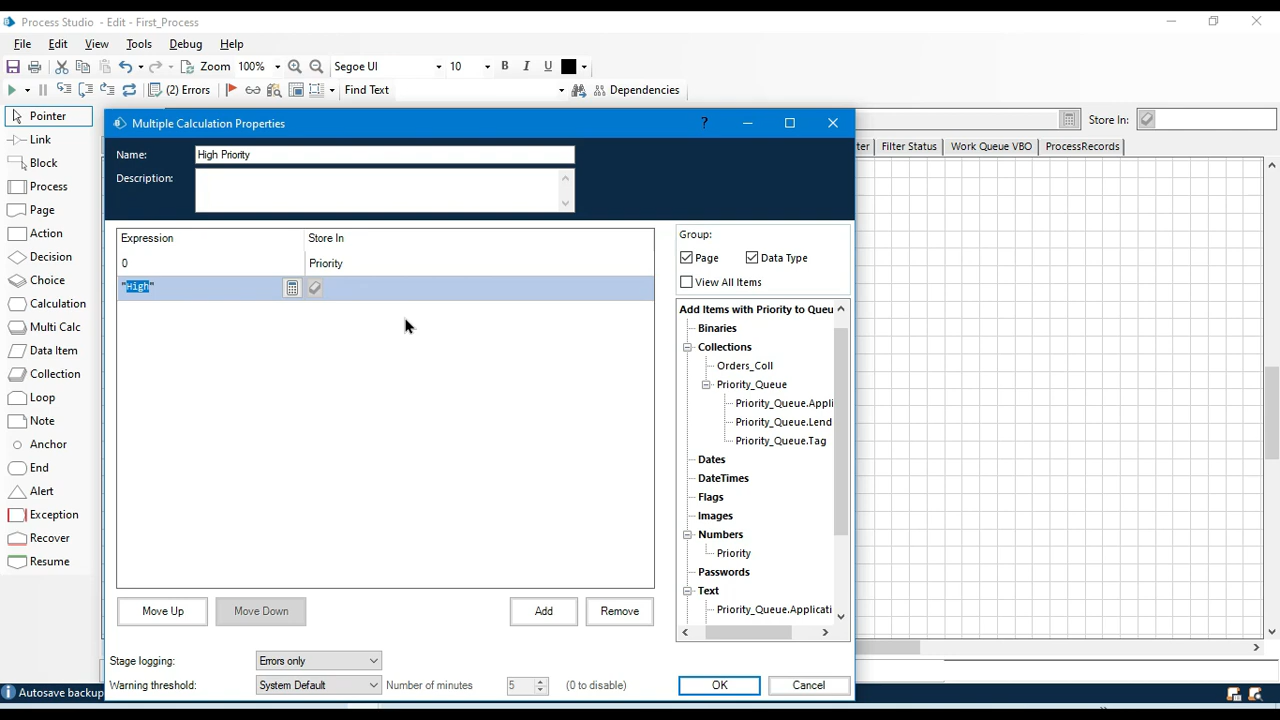 Process Studio - Edit - First_Process
File Edit View Tools Debug Help
Zoom 100% Segoe UI 10 B I U
(2) Errors Find Text Dependencies
Pointer
Link
Block
Process
Page
Action
Decision
Choice
Calculation
Multi Calc
Data Item
Collection
Loop
Note
Anchor
End
Alert
Exception
Recover
Resume
Store In:
ter Filter Status Work Queue VBO ProcessRecords
Multiple Calculation Properties ?
Name: High Priority
Description:
Expression Store In
0 Priority
"High"
Group:
Page Data Type
View All Items
Add Items with Priority to Queu
Binaries
Collections
Orders_Coll
Priority_Queue
Priority_Queue.Appli
Priority_Queue.Lend
Priority_Queue.Tag
Dates
DateTimes
Flags
Images
Numbers
Priority
Passwords
Text
Priority_Queue.Applicati
Move Up Move Down Add Remove
Stage logging: Errors only
Warning threshold: System Default Number of minutes 5 (0 to disable)
OK Cancel
Autosave backup